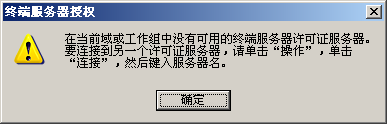 终端服务器授权
在当前域或工作组中没有可用的终端服务器许可证服务器。
要连接到另一个许可证服务器，请单击“操作”，单击
“连接”，然后键入服务器名。
确定